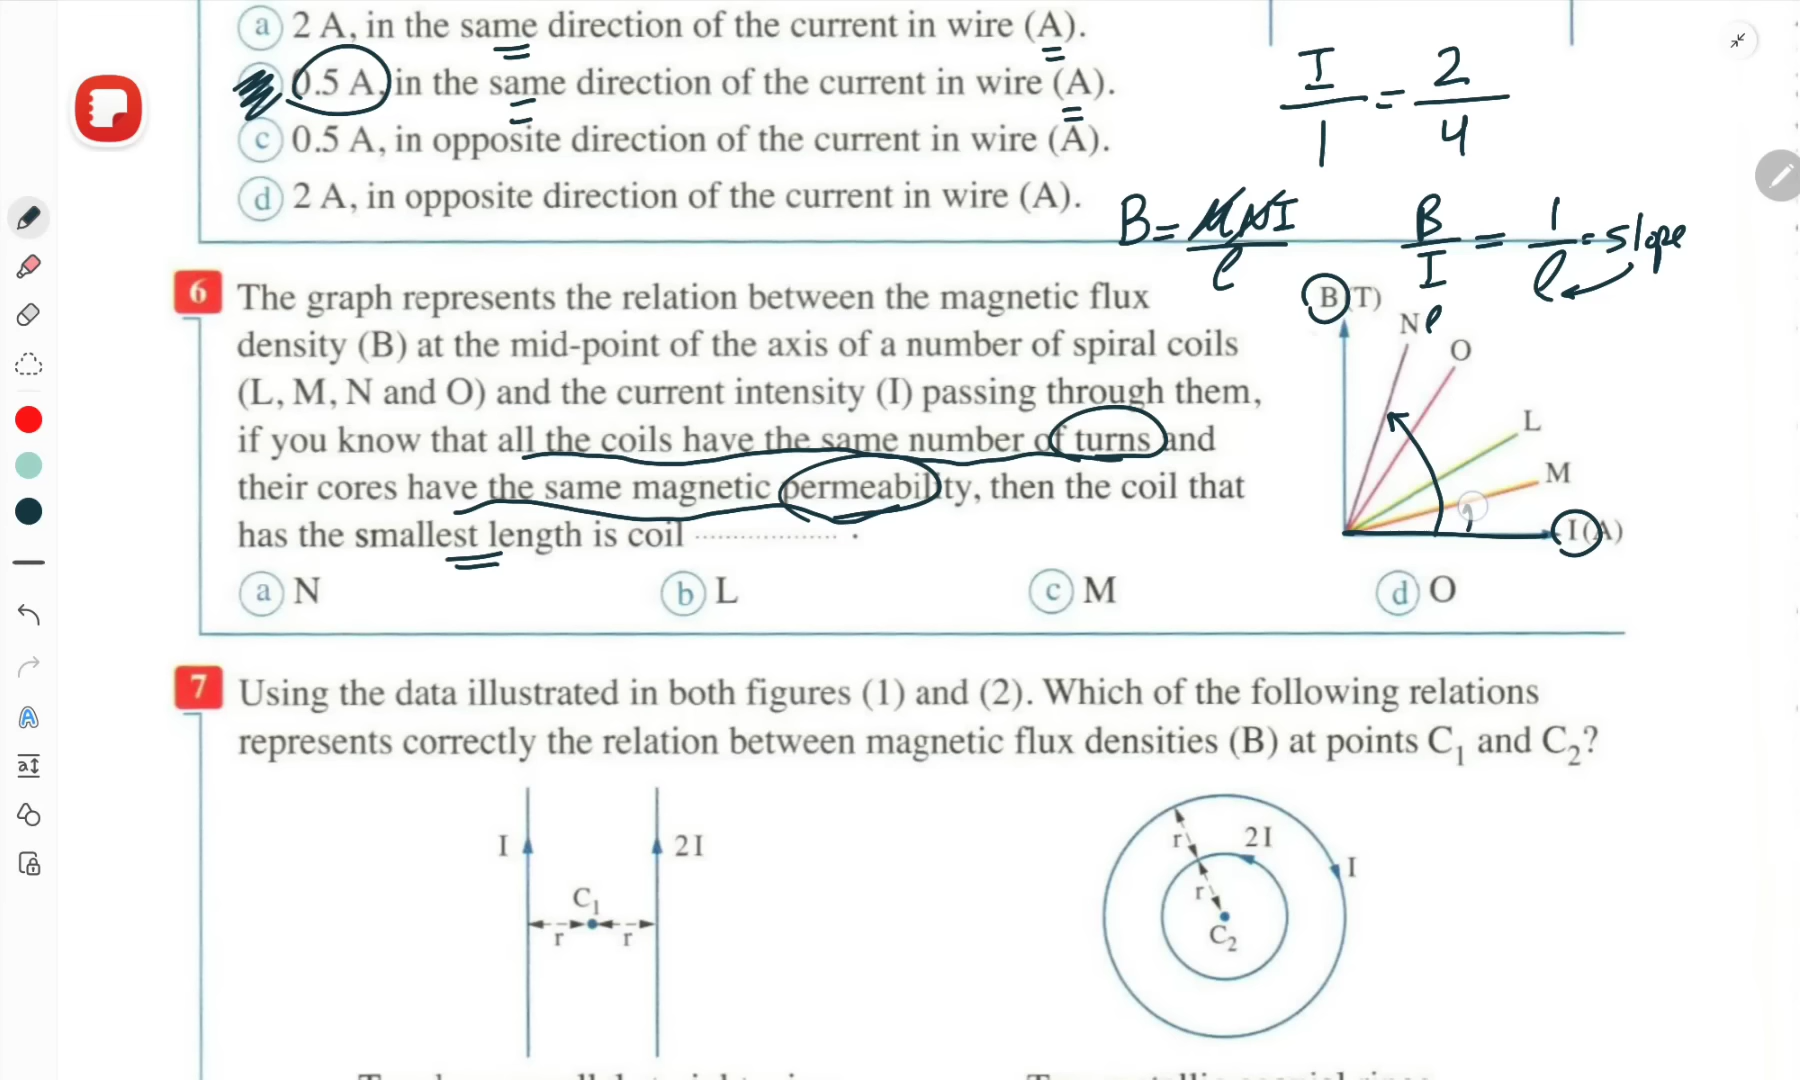 a 2 A, in the same direction of the current in wire (A).
0.5 A, in the same direction of the current in wire (A).
c 0.5 A, in opposite direction of the current in wire (A).
d 2 A, in opposite direction of the current in wire (A).
I/1 = 2/4
B = μNI/l
B/I = 1/l = slope
6 The graph represents the relation between the magnetic flux
density (B) at the mid-point of the axis of a number of spiral coils
(L, M, N and O) and the current intensity (I) passing through them,
if you know that all the coils have the same number of turns and
their cores have the same magnetic permeability, then the coil that
has the smallest length is coil .................. .
B (T)
N l
O
L
M
I (A)
a N b L c M d O
7 Using the data illustrated in both figures (1) and (2). Which of the following relations
represents correctly the relation between magnetic flux densities (B) at points C₁ and C₂?
I 2I
C₁
r r
r 2I
I
r
C₂